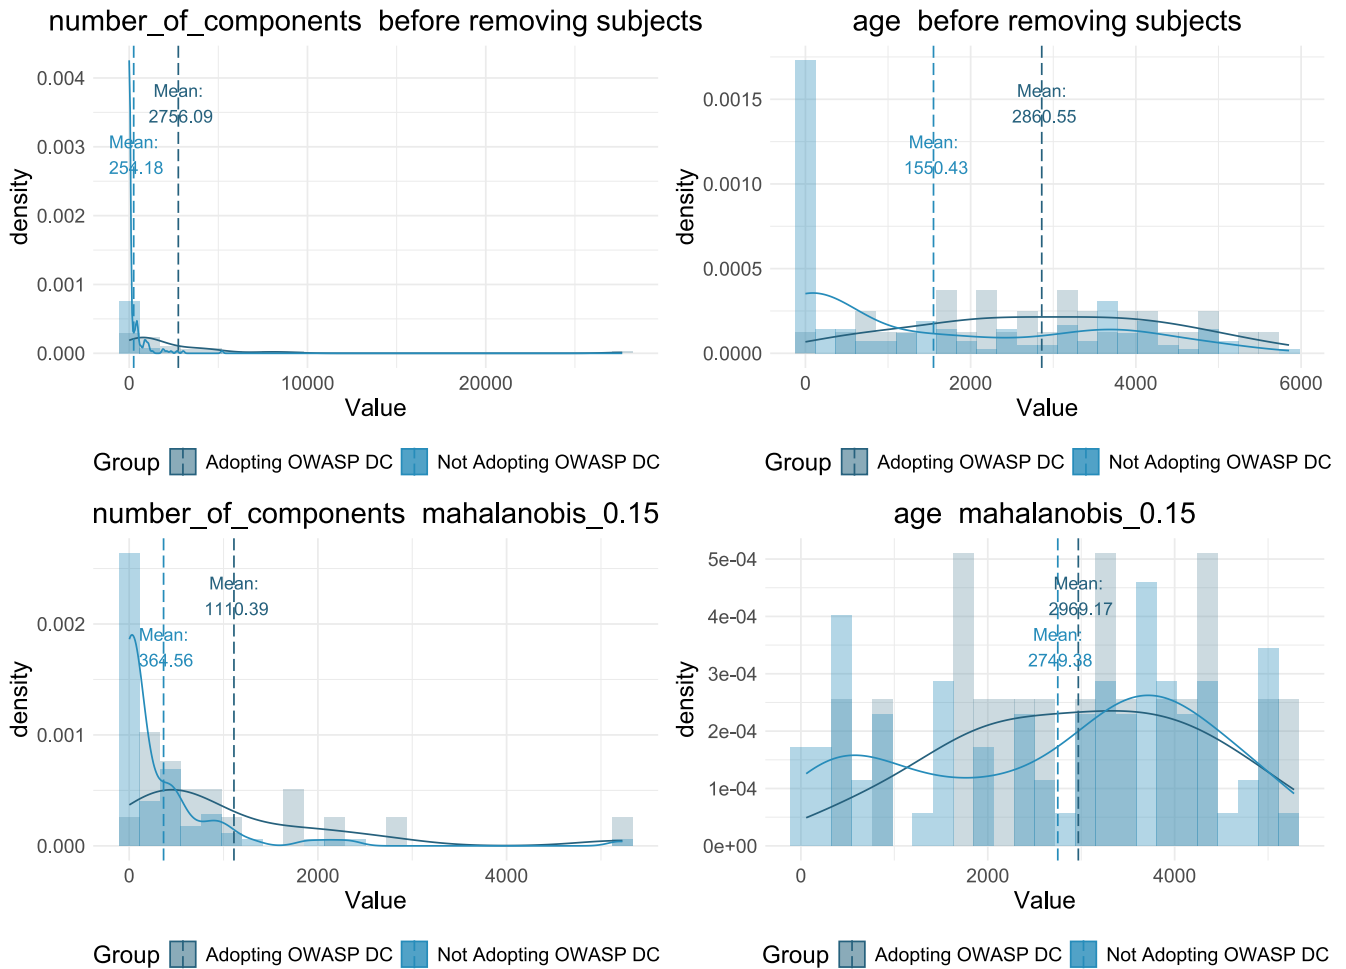 number_of_components before removing subjects
0.004
0.003
0.002
0.001
0.000
density
Mean:
2756.09
Mean:
254.18
0
10000
20000
Value
Group Adopting OWASP DC Not Adopting OWASP DC
age before removing subjects
0.0015
0.0010
0.0005
0.0000
density
Mean:
2860.55
Mean:
1550.43
0
2000
4000
6000
Value
Group Adopting OWASP DC Not Adopting OWASP DC
number_of_components mahalanobis_0.15
0.002
0.001
0.000
density
Mean:
1110.39
Mean:
364.56
0
2000
4000
Value
Group Adopting OWASP DC Not Adopting OWASP DC
age mahalanobis_0.15
5e-04
4e-04
3e-04
2e-04
1e-04
0e+00
density
Mean:
2969.17
Mean:
2749.38
0
2000
4000
Value
Group Adopting OWASP DC Not Adopting OWASP DC